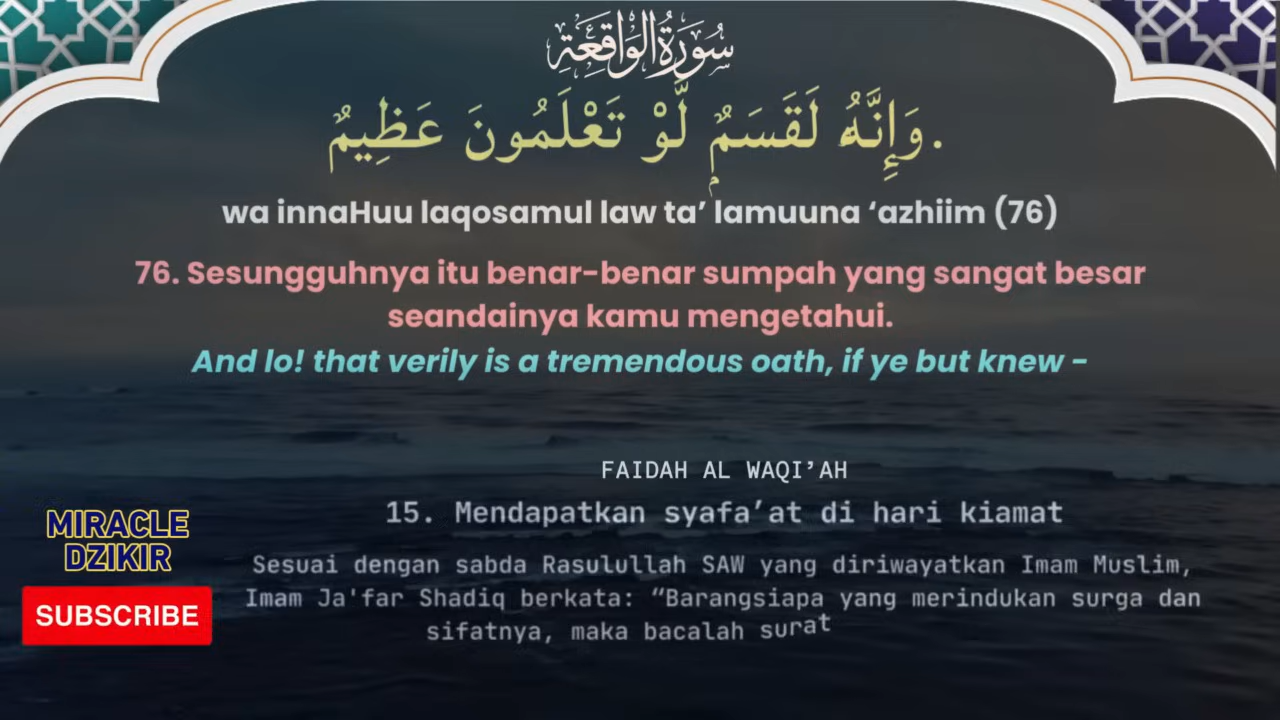 سُورَةُ الْوَاقِعَةِ
وَإِنَّهُ لَقَسَمٌ لَّوْ تَعْلَمُونَ عَظِيمٌ.
wa innaHuu laqosamul law ta’ lamuuna ‘azhiim (76)
76. Sesungguhnya itu benar-benar sumpah yang sangat besar
seandainya kamu mengetahui.
And lo! that verily is a tremendous oath, if ye but knew -
FAIDAH AL WAQI’AH
15. Mendapatkan syafa’at di hari kiamat
Sesuai dengan sabda Rasulullah SAW yang diriwayatkan Imam Muslim,
Imam Ja'far Shadiq berkata: “Barangsiapa yang merindukan surga dan
sifatnya, maka bacalah surat
MIRACLE
DZIKIR
SUBSCRIBE